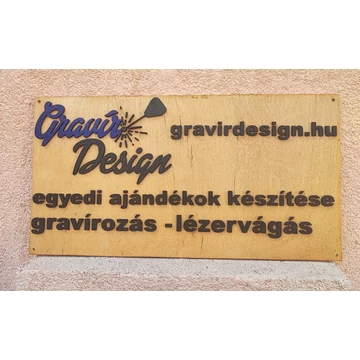 Gravír
Design
gravirdesign.hu
egyedi ajándékok készítése
gravírozás - lézervágás